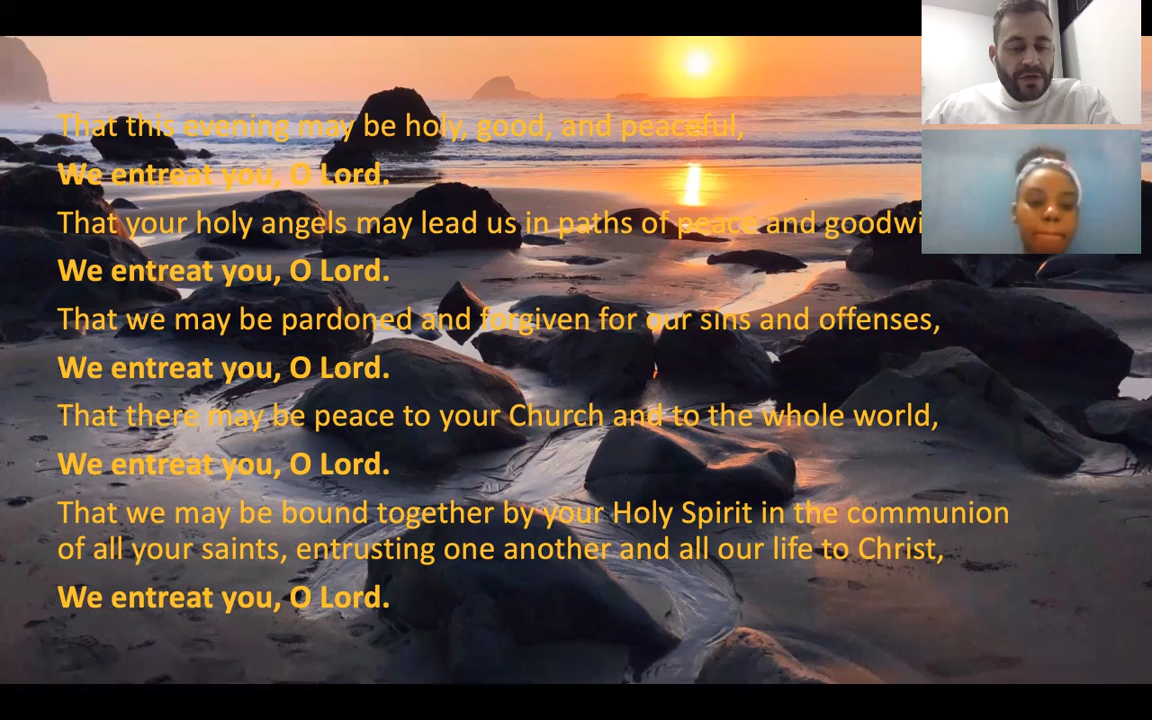 That this evening may be holy, good, and peaceful,
We entreat you, O Lord.
That your holy angels may lead us in paths of peace and goodwi
We entreat you, O Lord.
That we may be pardoned and forgiven for our sins and offenses,
We entreat you, O Lord.
That there may be peace to your Church and to the whole world,
We entreat you, O Lord.
That we may be bound together by your Holy Spirit in the communion
of all your saints, entrusting one another and all our life to Christ,
We entreat you, O Lord.